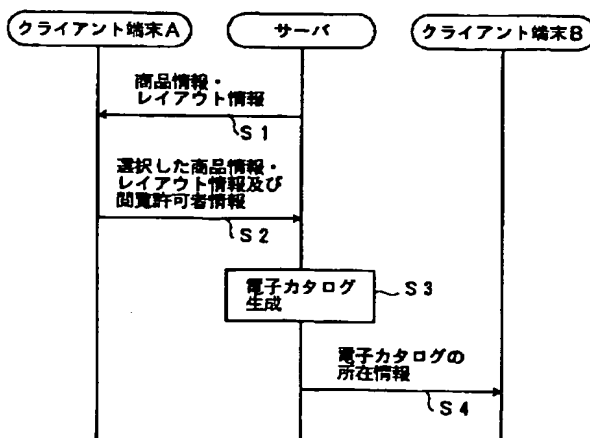 クライアント端末A
サーバ
クライアント端末B
商品情報・
レイアウト情報
S1
選択した商品情報・
レイアウト情報及び
閲覧許可者情報
S2
電子カタログ
生成
S3
電子カタログの
所在情報
S4